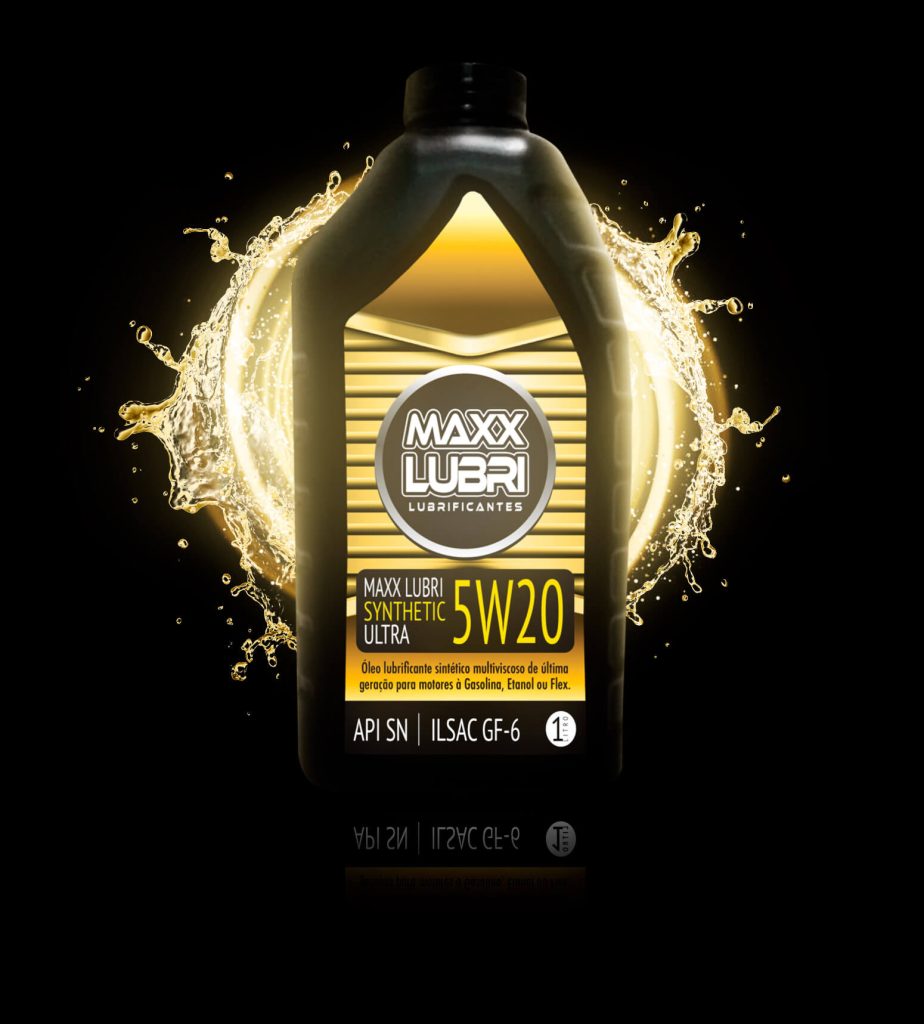 MAXX
LUBRI
LUBRIFICANTES
MAXX LUBRI
SYNTHETIC
ULTRA
5W20
Óleo lubrificante sintético multiviscoso de última
geração para motores à Gasolina, Etanol ou Flex.
API SN | ILSAC GF-6
1
LITRO